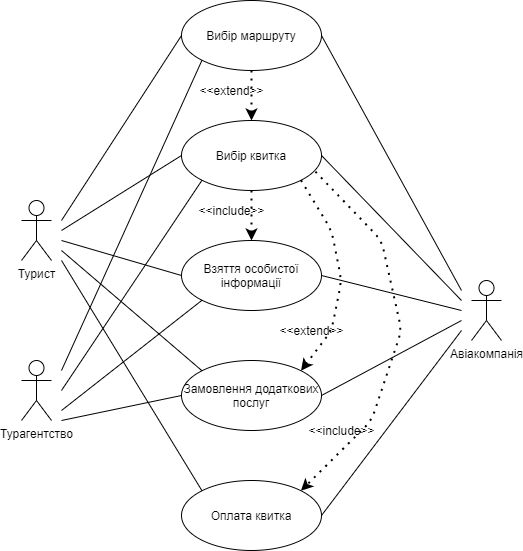 Вибір маршруту
<<extend>>
Вибір квитка
<<include>>
Турист
Взяття особистої
інформації
<<extend>>
Авіакомпанія
Замовлення додаткових
послуг
Турагентство
<<include>>
Оплата квитка